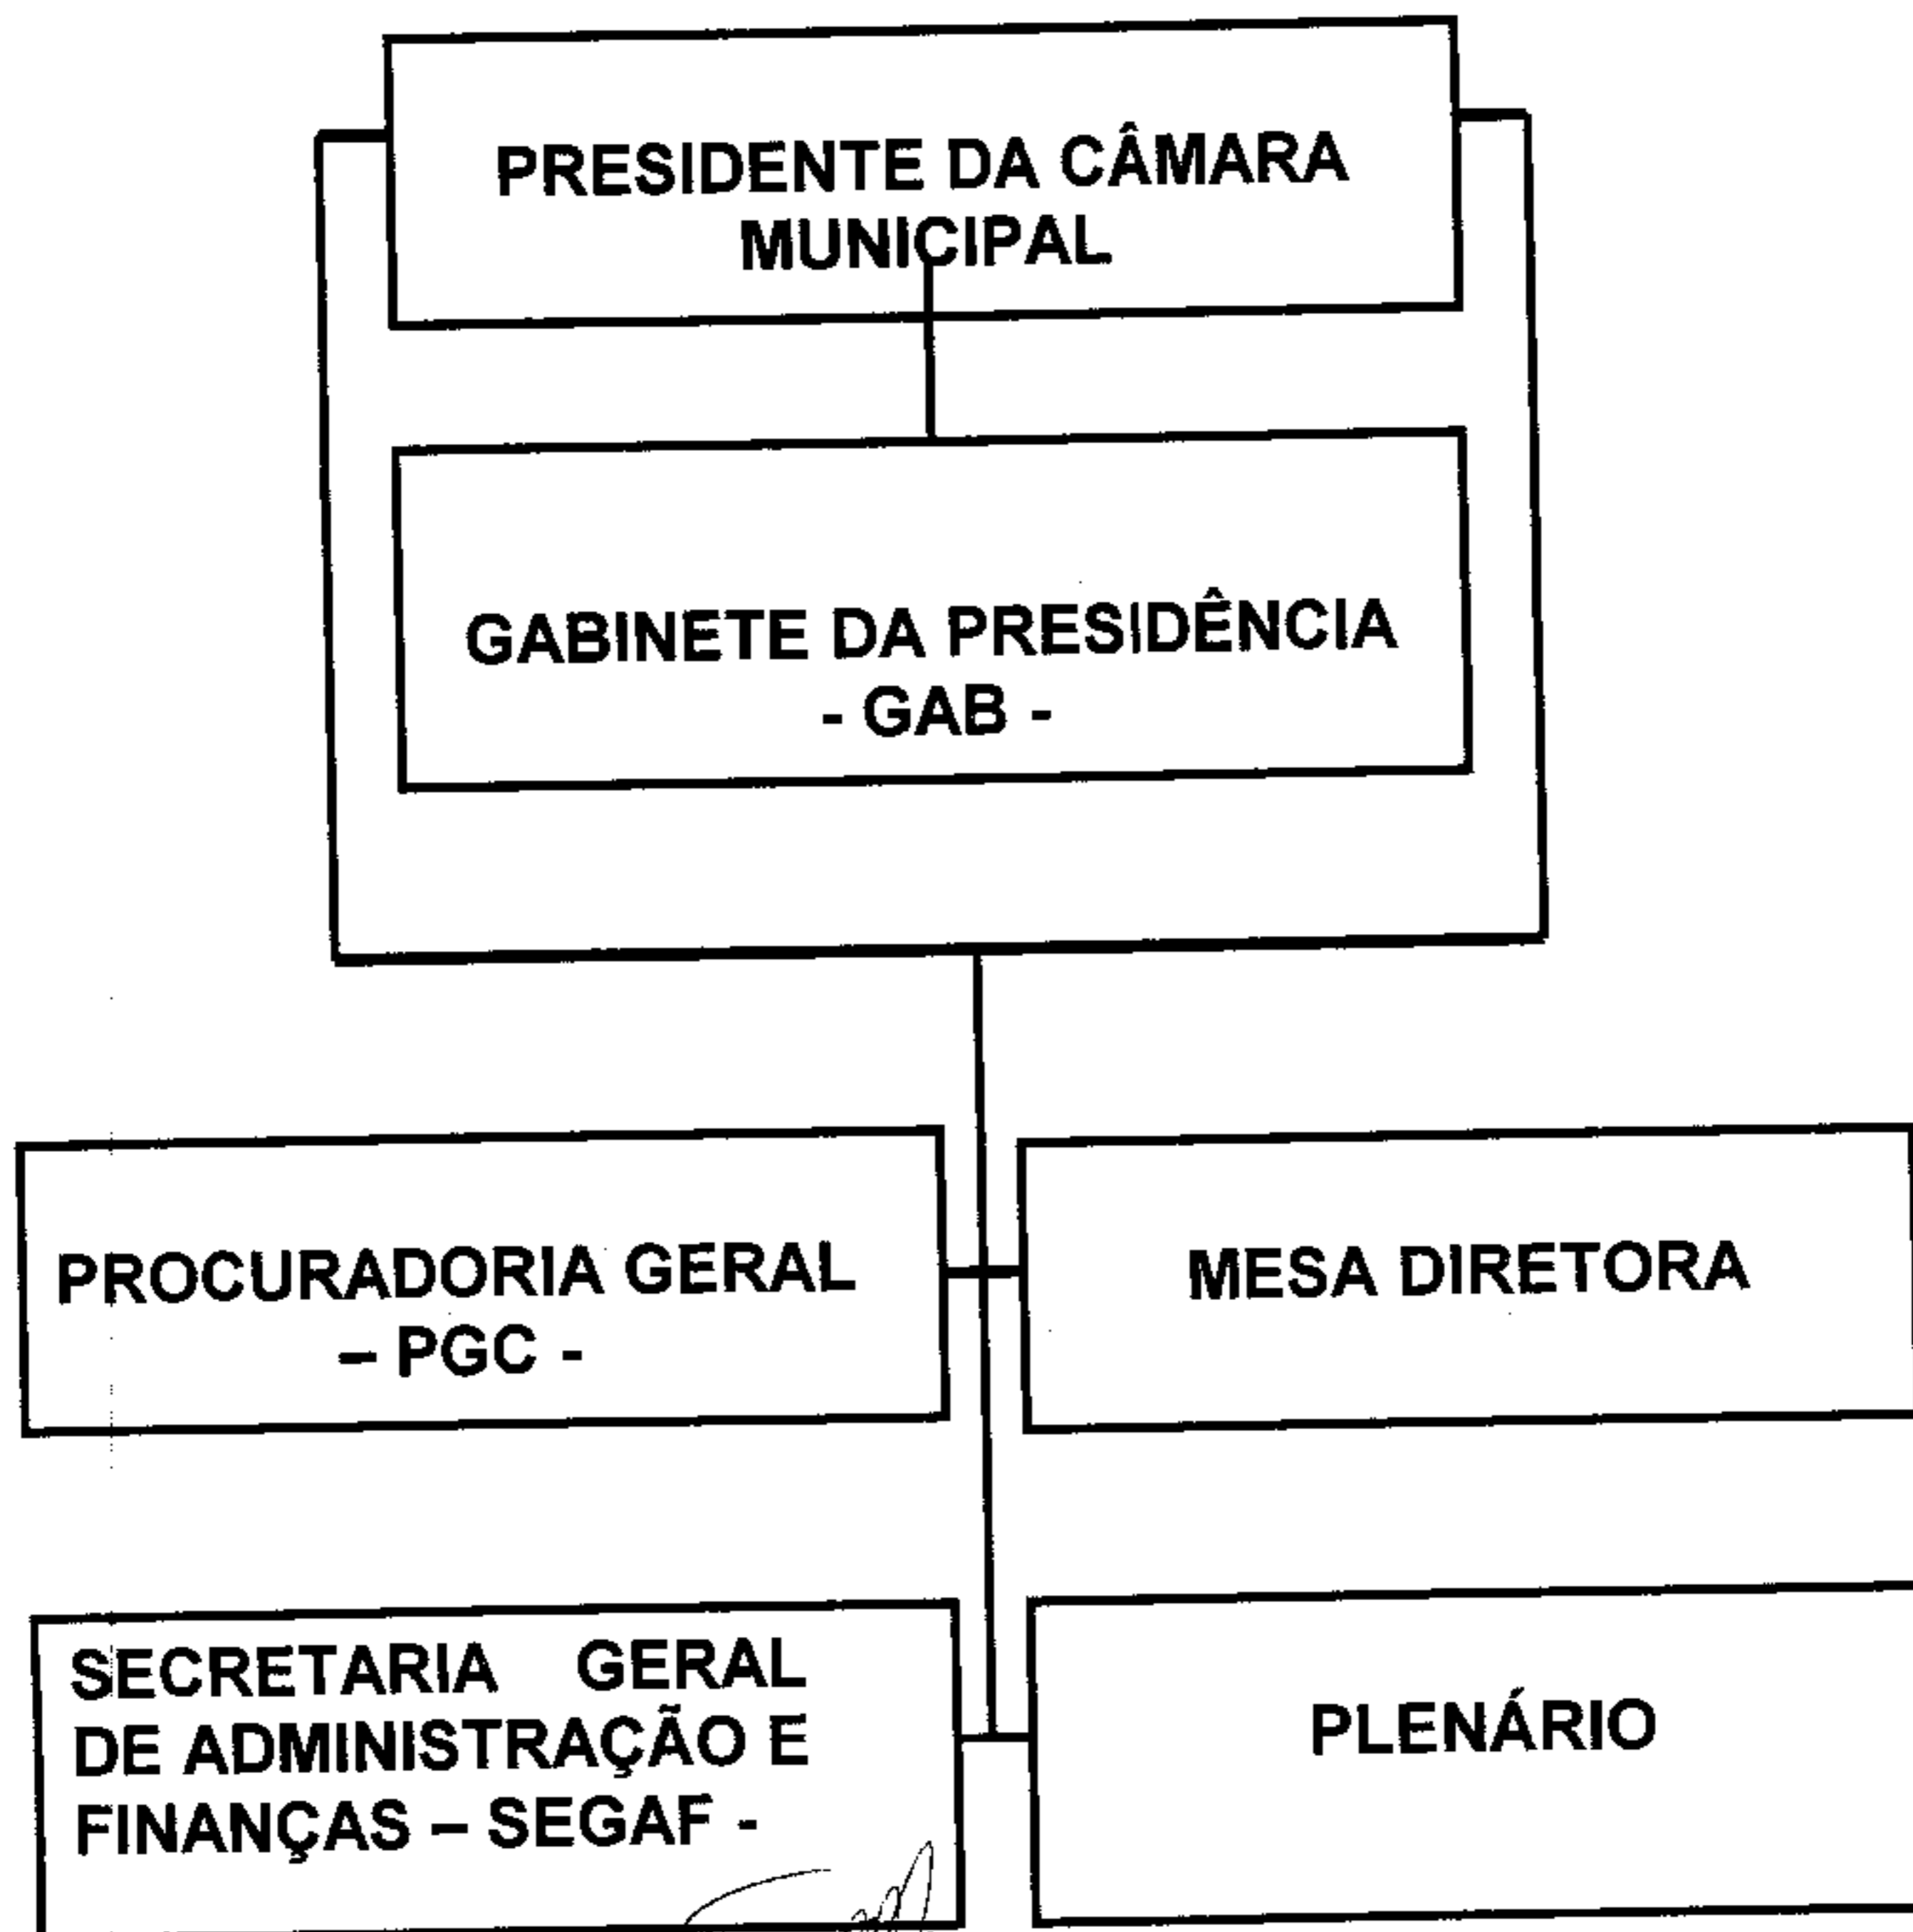 PRESIDENTE DA CÂMARA
MUNICIPAL
GABINETE DA PRESIDÊNCIA
- GAB -
PROCURADORIA GERAL
– PGC -
MESA DIRETORA
SECRETARIA GERAL
DE ADMINISTRAÇÃO E
FINANÇAS – SEGAF -
PLENÁRIO